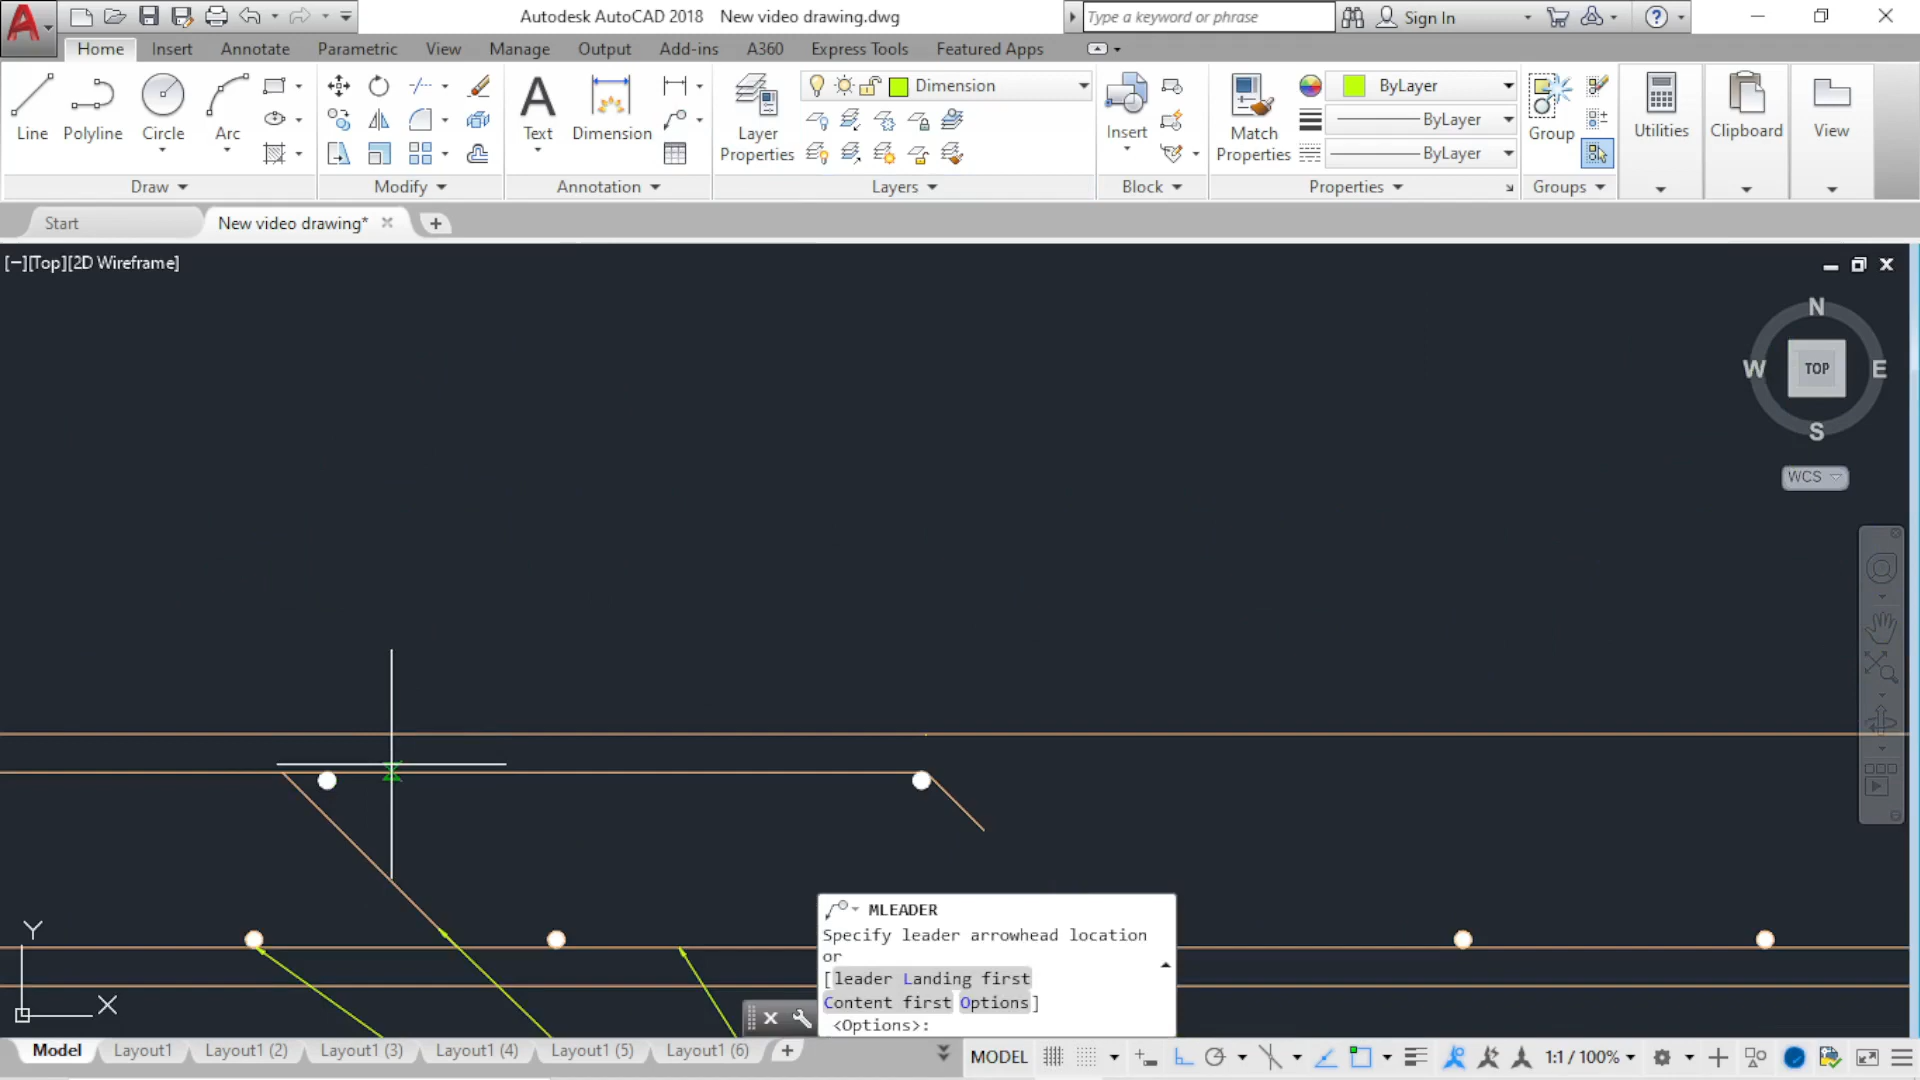 Autodesk AutoCAD 2018 New video drawing.dwg
Type a keyword or phrase
Sign In
Home Insert Annotate Parametric View Manage Output Add-ins A360 Express Tools Featured Apps
Line Polyline Circle Arc
Text Dimension
Layer Properties
Dimension
Insert
Match Properties
ByLayer
ByLayer
ByLayer
Group
Utilities Clipboard View
Draw Modify Annotation Layers Block Properties Groups
Start New video drawing*
[−][Top][2D Wireframe]
N
W TOP E
S
WCS
Y
X
MLEADER
Specify leader arrowhead location
or
[leader Landing first
Content first Options]
<Options>:
Model Layout1 Layout1 (2) Layout1 (3) Layout1 (4) Layout1 (5) Layout1 (6)
MODEL 1:1 / 100%